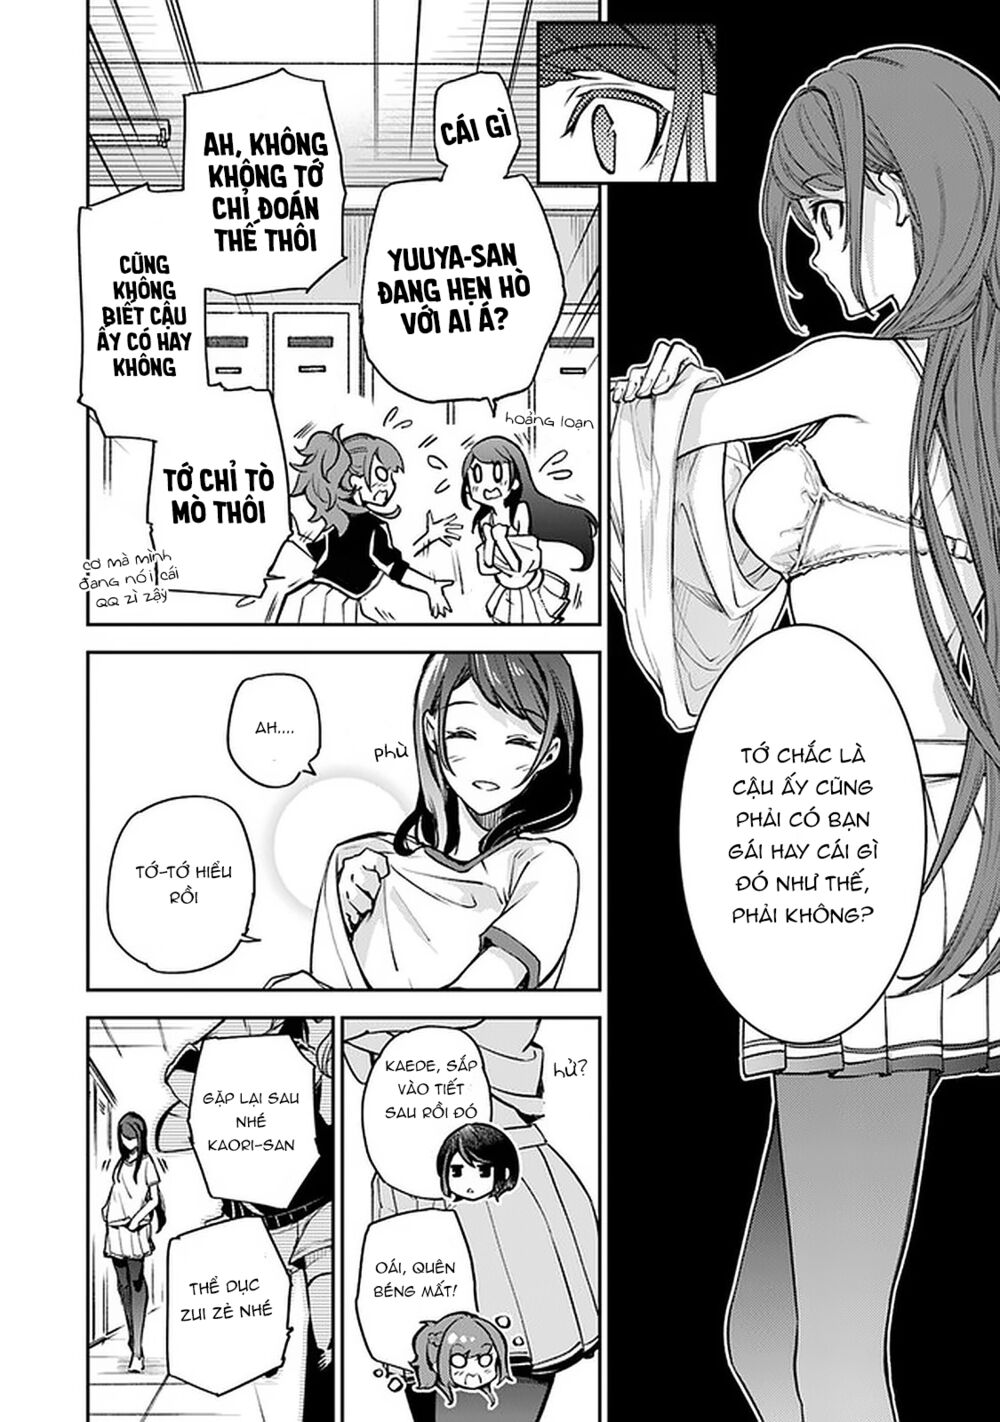 TỚ CHẮC LÀ
CẬU ẤY CŨNG
PHẢI CÓ BẠN
GÁI HAY CÁI GÌ
ĐÓ NHƯ THẾ,
PHẢI KHÔNG?
CÁI GÌ
YUUYA-SAN
ĐANG HẸN HÒ
VỚI AI Á?
hoảng loạn
AH, KHÔNG
KHÔNG TỚ
CHỈ ĐOÁN
THẾ THÔI
CŨNG
KHÔNG
BIẾT CẬU
ẤY CÓ HAY
KHÔNG
TỚ CHỈ TÒ
MÒ THÔI
cơ mà mình
đang nói cái
QQ zì zậy
AH....
phù
TỚ-TỚ HIỂU
RỒI
KAEDE, SẮP
VÀO TIẾT
SAU RỒI ĐÓ
hử?
OÁI, QUÊN
BÉNG MẤT!
GẶP LẠI SAU
NHÉ
KAORI-SAN
THỂ DỤC
ZUI ZẺ NHÉ